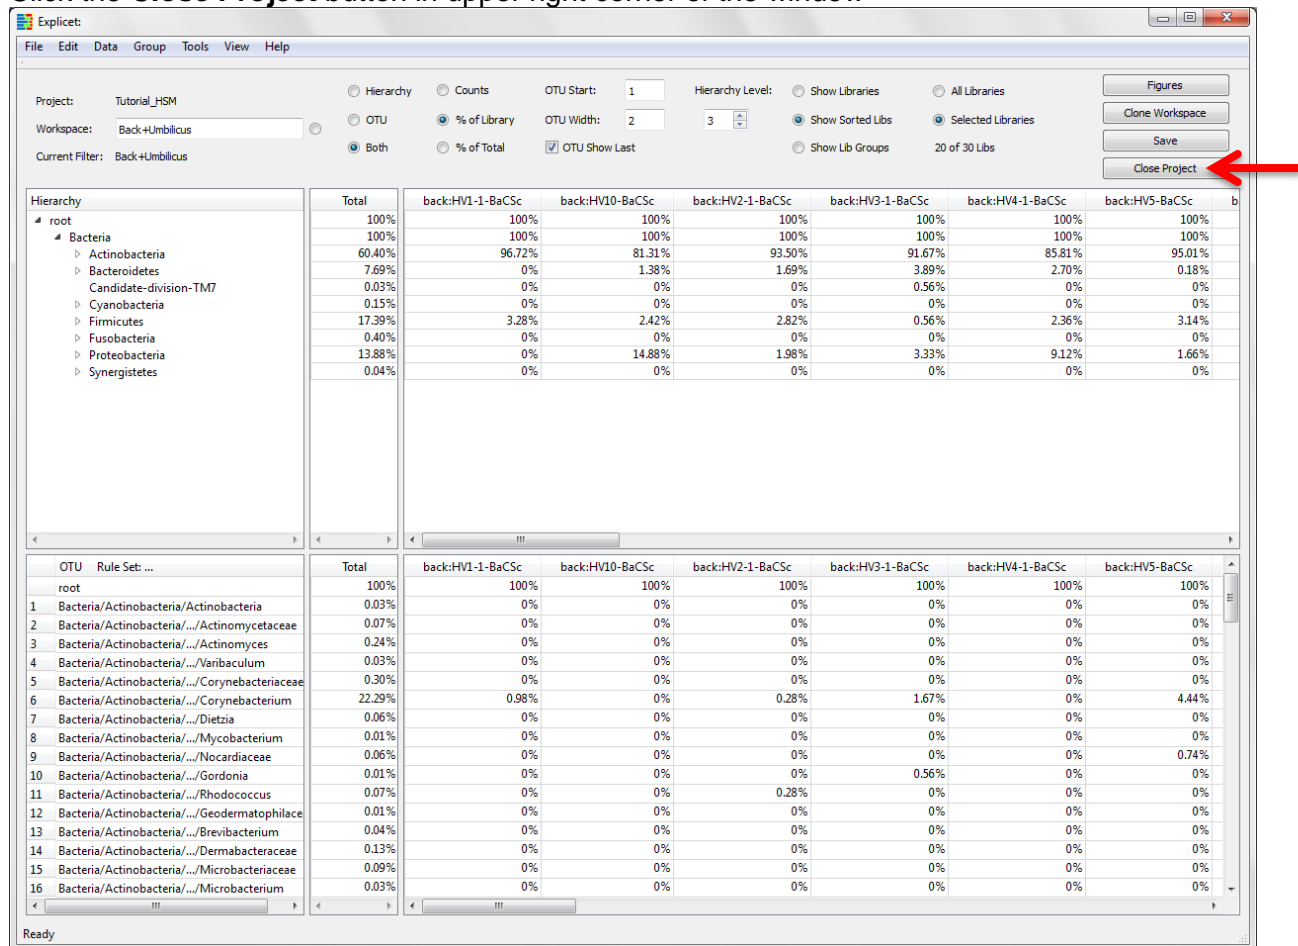 Click the Close Project button in upper right corner of the window.
Explicet:
File Edit Data Group Tools View Help
Project: Tutorial_HSM
Workspace: Back+Umbilicus
Current Filter: Back+Umbilicus
Hierarchy Counts OTU Start: 1 Hierarchy Level: Show Libraries All Libraries Figures
OTU % of Library OTU Width: 2 3 Show Sorted Libs Selected Libraries Clone Workspace
Both % of Total OTU Show Last Show Lib Groups 20 of 30 Libs Save
Close Project
Hierarchy Total back:HV1-1-BaCSc back:HV10-BaCSc back:HV2-1-BaCSc back:HV3-1-BaCSc back:HV4-1-BaCSc back:HV5-BaCSc b
root 100% 100% 100% 100% 100% 100% 100%
Bacteria 100% 100% 100% 100% 100% 100% 100%
Actinobacteria 60.40% 96.72% 81.31% 93.50% 91.67% 85.81% 95.01%
Bacteroidetes 7.69% 0% 1.38% 1.69% 3.89% 2.70% 0.18%
Candidate-division-TM7 0.03% 0% 0% 0% 0.56% 0% 0%
Cyanobacteria 0.15% 0% 0% 0% 0% 0% 0%
Firmicutes 17.39% 3.28% 2.42% 2.82% 0.56% 2.36% 3.14%
Fusobacteria 0.40% 0% 0% 0% 0% 0% 0%
Proteobacteria 13.88% 0% 14.88% 1.98% 3.33% 9.12% 1.66%
Synergistetes 0.04% 0% 0% 0% 0% 0% 0%
OTU Rule Set: ... Total back:HV1-1-BaCSc back:HV10-BaCSc back:HV2-1-BaCSc back:HV3-1-BaCSc back:HV4-1-BaCSc back:HV5-BaCSc
root 100% 100% 100% 100% 100% 100% 100%
1 Bacteria/Actinobacteria/Actinobacteria 0.03% 0% 0% 0% 0% 0% 0%
2 Bacteria/Actinobacteria/.../Actinomycetaceae 0.07% 0% 0% 0% 0% 0% 0%
3 Bacteria/Actinobacteria/.../Actinomyces 0.24% 0% 0% 0% 0% 0% 0%
4 Bacteria/Actinobacteria/.../Varibaculum 0.03% 0% 0% 0% 0% 0% 0%
5 Bacteria/Actinobacteria/.../Corynebacteriaceae 0.30% 0% 0% 0% 0% 0% 0%
6 Bacteria/Actinobacteria/.../Corynebacterium 22.29% 0.98% 0% 0.28% 1.67% 0% 4.44%
7 Bacteria/Actinobacteria/.../Dietzia 0.06% 0% 0% 0% 0% 0% 0%
8 Bacteria/Actinobacteria/.../Mycobacterium 0.01% 0% 0% 0% 0% 0% 0%
9 Bacteria/Actinobacteria/.../Nocardiaceae 0.06% 0% 0% 0% 0% 0% 0.74%
10 Bacteria/Actinobacteria/.../Gordonia 0.01% 0% 0% 0% 0.56% 0% 0%
11 Bacteria/Actinobacteria/.../Rhodococcus 0.07% 0% 0% 0.28% 0% 0% 0%
12 Bacteria/Actinobacteria/.../Geodermatophilace 0.01% 0% 0% 0% 0% 0% 0%
13 Bacteria/Actinobacteria/.../Brevibacterium 0.04% 0% 0% 0% 0% 0% 0%
14 Bacteria/Actinobacteria/.../Dermabacteraceae 0.13% 0% 0% 0% 0% 0% 0%
15 Bacteria/Actinobacteria/.../Microbacteriaceae 0.09% 0% 0% 0% 0% 0% 0%
16 Bacteria/Actinobacteria/.../Microbacterium 0.03% 0% 0% 0% 0% 0% 0%
Ready